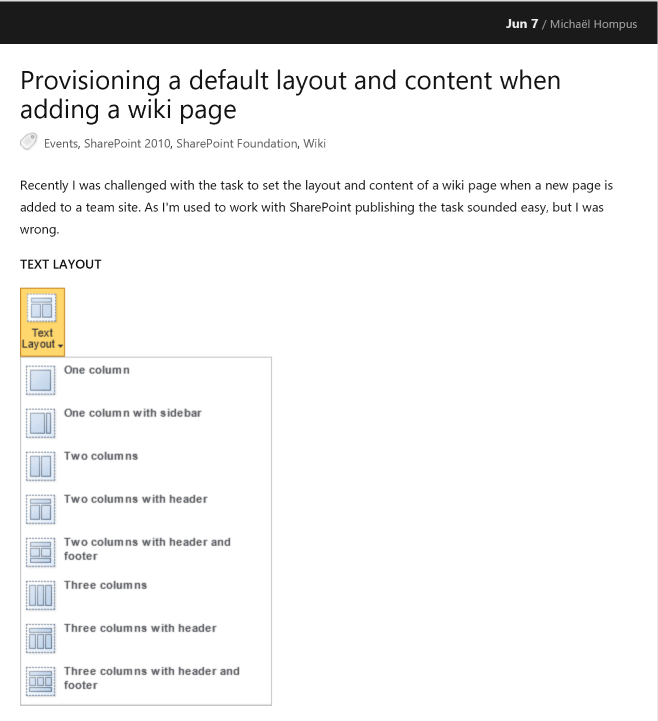 Jun 7 / Michaël Hompus
Provisioning a default layout and content when
adding a wiki page
Events, SharePoint 2010, SharePoint Foundation, Wiki
Recently I was challenged with the task to set the layout and content of a wiki page when a new page is
added to a team site. As I'm used to work with SharePoint publishing the task sounded easy, but I was
wrong.
TEXT LAYOUT
Text
Layout
One column
One column with sidebar
Two columns
Two columns with header
Two columns with header and
footer
Three columns
Three columns with header
Three columns with header and
footer